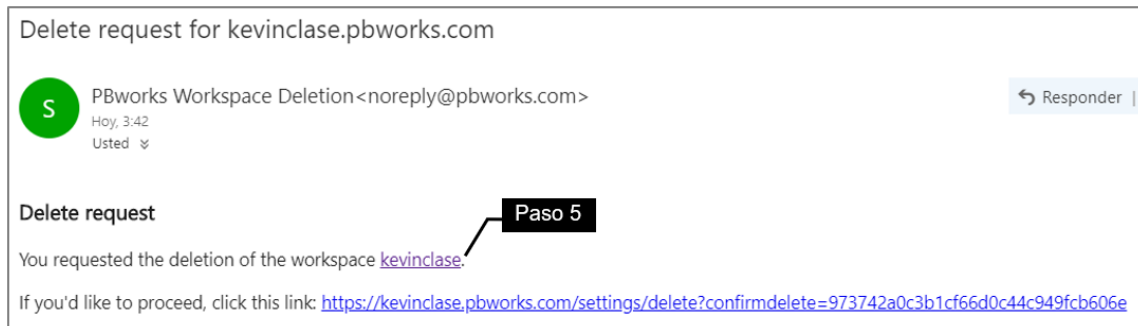 Delete request for kevinclase.pbworks.com
S
PBworks Workspace Deletion<noreply@pbworks.com>
Responder |
Hoy, 3:42
Usted
Delete request
Paso 5
You requested the deletion of the workspace kevinclase.
If you'd like to proceed, click this link: https://kevinclase.pbworks.com/settings/delete?confirmdelete=973742a0c3b1cf66d0c44c949fcb606e